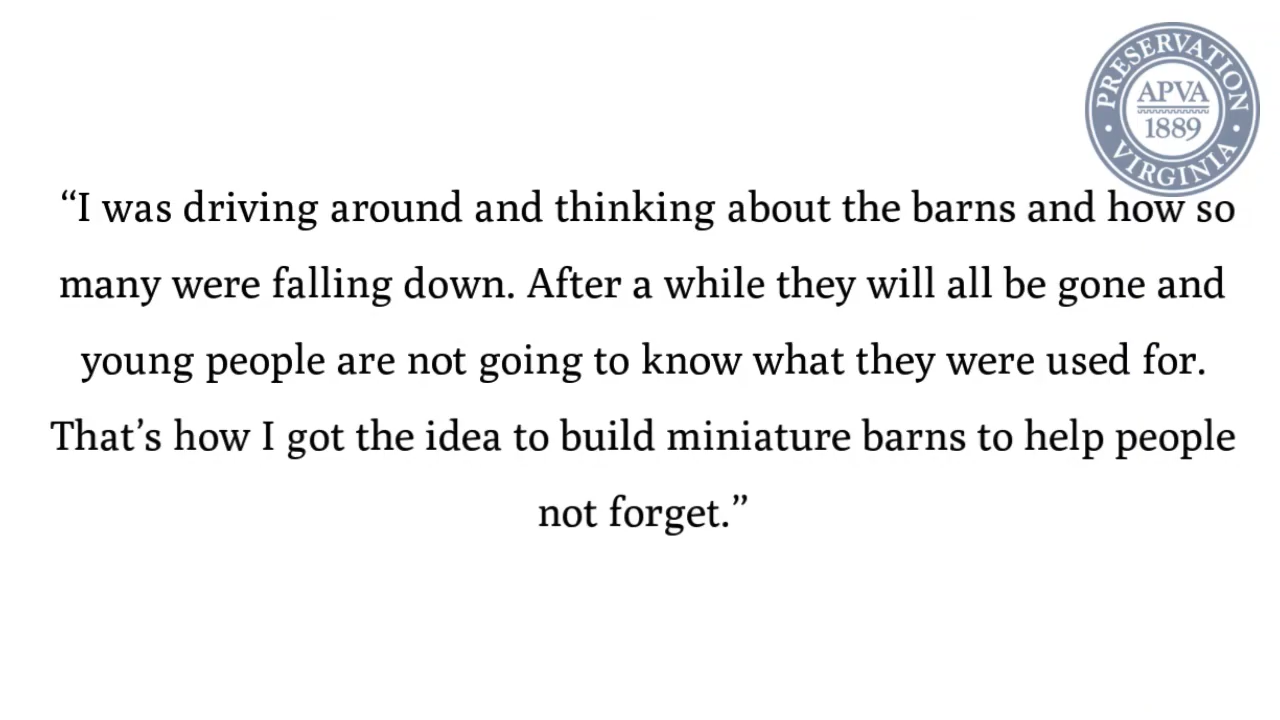 PRESERVATION
APVA
1889
VIRGINIA
“I was driving around and thinking about the barns and how so
many were falling down. After a while they will all be gone and
young people are not going to know what they were used for.
That’s how I got the idea to build miniature barns to help people
not forget.”